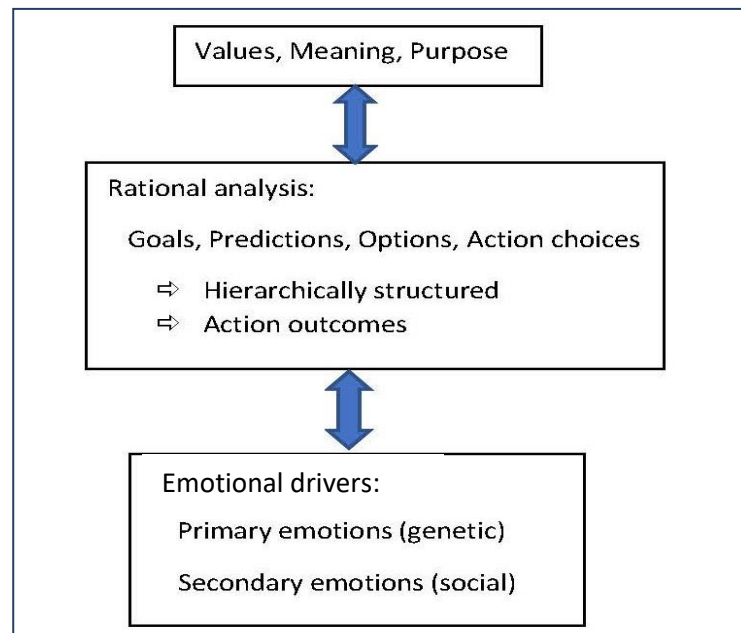 Values, Meaning, Purpose
Rational analysis:
Goals, Predictions, Options, Action choices
⇨ Hierarchically structured
⇨ Action outcomes
Emotional drivers:
Primary emotions (genetic)
Secondary emotions (social)